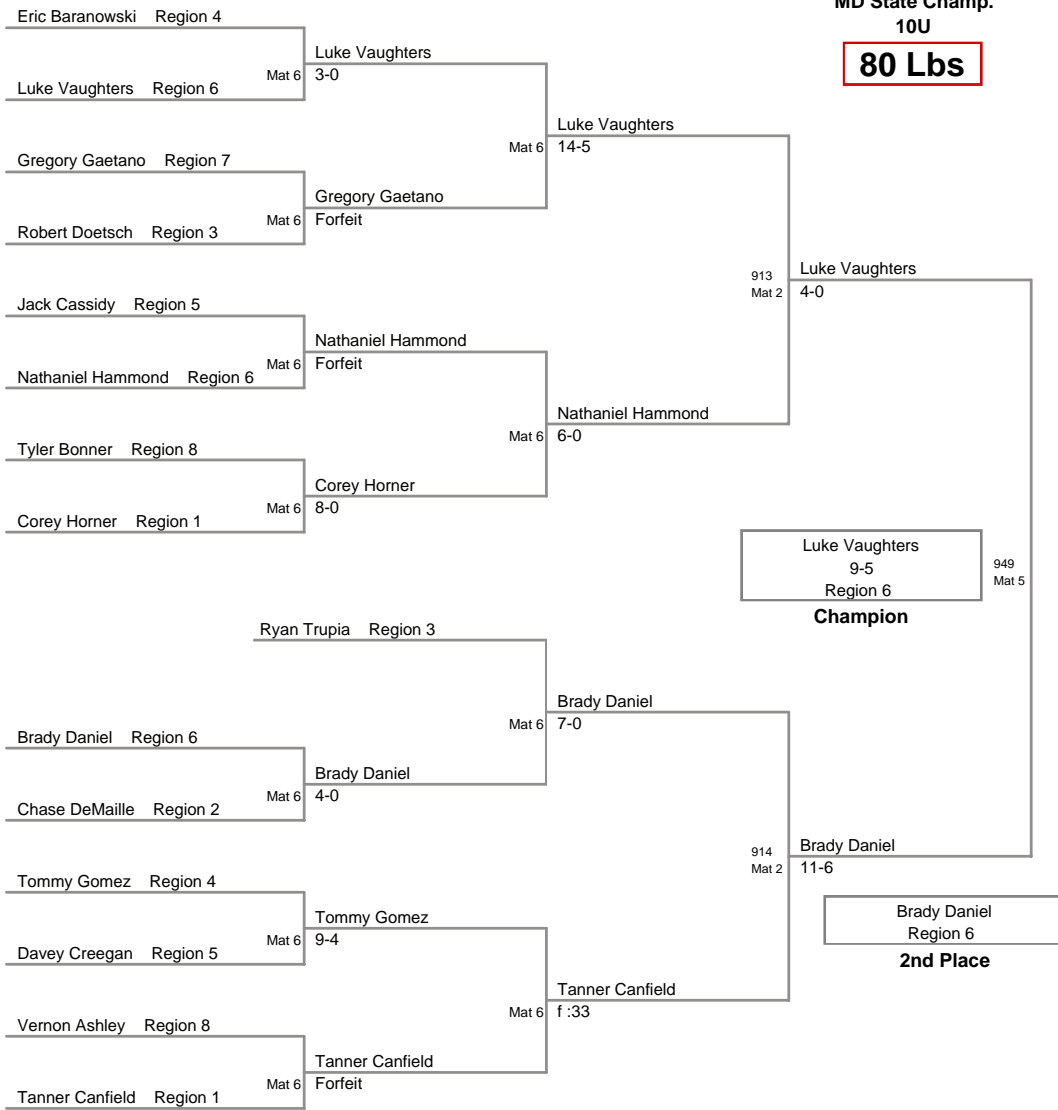 MD State Champ.
10U
80 Lbs
Eric Baranowski Region 4
Luke Vaughters
Mat 6 3-0
Luke Vaughters Region 6
Luke Vaughters
Mat 6 14-5
Gregory Gaetano Region 7
Gregory Gaetano
Mat 6 Forfeit
Robert Doetsch Region 3
913 Luke Vaughters
Mat 2 4-0
Jack Cassidy Region 5
Nathaniel Hammond
Mat 6 Forfeit
Nathaniel Hammond Region 6
Nathaniel Hammond
Mat 6 6-0
Tyler Bonner Region 8
Corey Horner
Mat 6 8-0
Corey Horner Region 1
Luke Vaughters
9-5
Region 6
949
Mat 5
Champion
Ryan Trupia Region 3
Brady Daniel
Mat 6 7-0
Brady Daniel Region 6
Brady Daniel
Mat 6 4-0
Chase DeMaille Region 2
914 Brady Daniel
Mat 2 11-6
Tommy Gomez Region 4
Tommy Gomez
Mat 6 9-4
Davey Creegan Region 5
Brady Daniel
Region 6
2nd Place
Tanner Canfield
Mat 6 f :33
Vernon Ashley Region 8
Tanner Canfield
Mat 6 Forfeit
Tanner Canfield Region 1